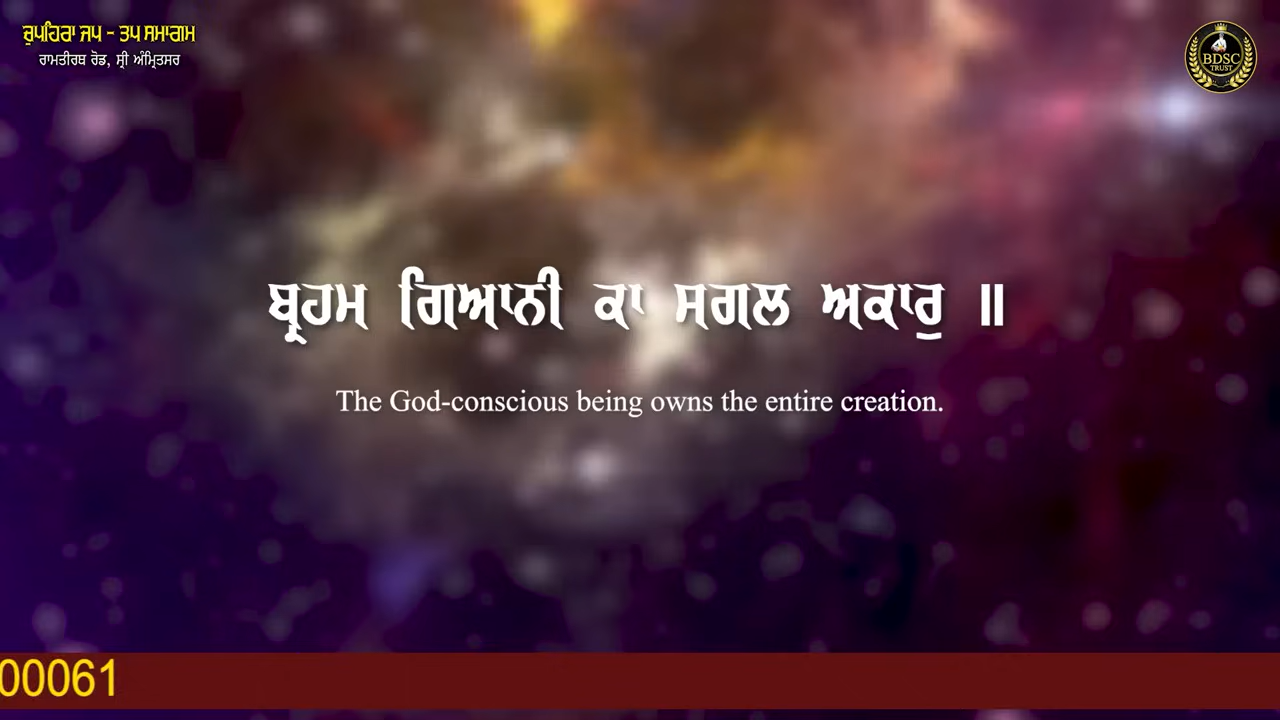 ਰੁਪਹਿਰਾ ਜਪ - ਤਪ ਸਮਾਗਮ
ਰਾਮਤੀਰਥ ਰੋਡ, ਸ੍ਰੀ ਅੰਮ੍ਰਿਤਸਰ
BDSC
TRUST
ਬ੍ਰਹਮ ਗਿਆਨੀ ਕਾ ਸਗਲ ਅਕਾਰੁ ॥
The God-conscious being owns the entire creation.
00061